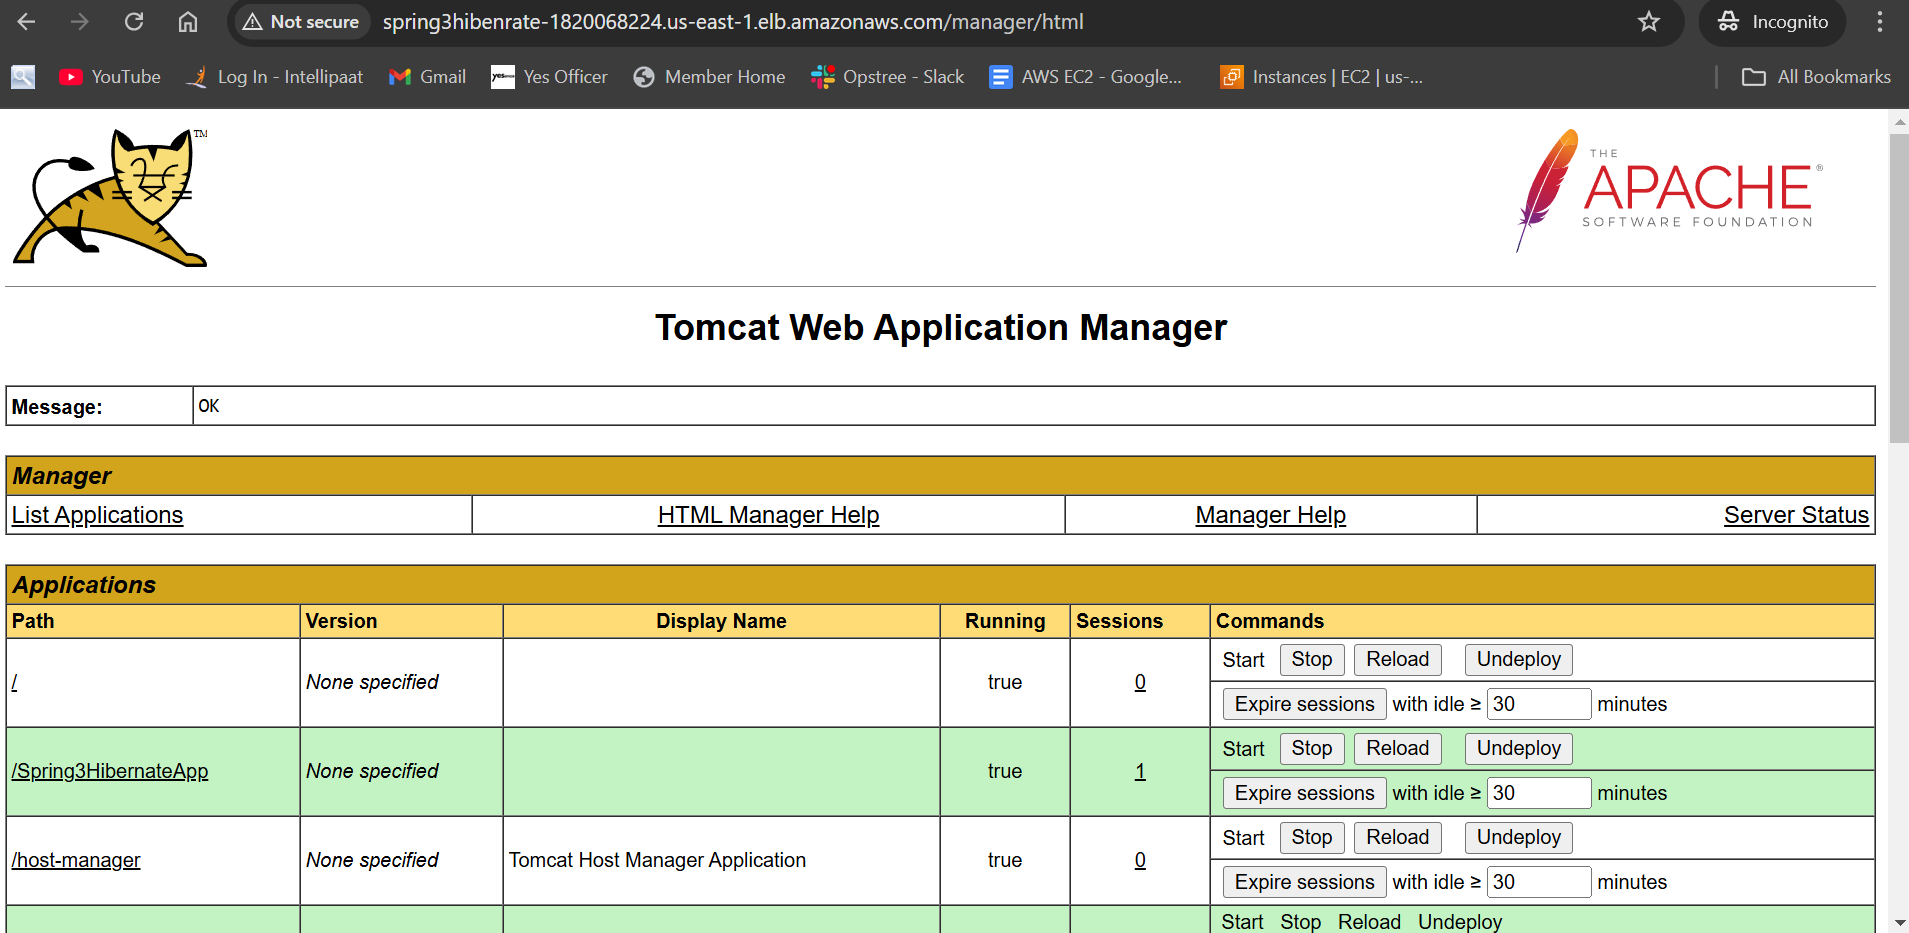 Not secure spring3hibenrate-1820068224.us-east-1.elb.amazonaws.com/manager/html Incognito
YouTube Log In - Intellipaat Gmail yes OFFICER Yes Officer Member Home Opstree - Slack AWS EC2 - Google... Instances | EC2 | us-... All Bookmarks
TM
THE
APACHE®
SOFTWARE FOUNDATION
Tomcat Web Application Manager
Message: OK
Manager
List Applications HTML Manager Help Manager Help Server Status
Applications
Path Version Display Name Running Sessions Commands
/ None specified true 0 Start Stop Reload Undeploy
Expire sessions with idle ≥ 30 minutes
/Spring3HibernateApp None specified true 1 Start Stop Reload Undeploy
Expire sessions with idle ≥ 30 minutes
/host-manager None specified Tomcat Host Manager Application true 0 Start Stop Reload Undeploy
Expire sessions with idle ≥ 30 minutes
Start Stop Reload Undeploy